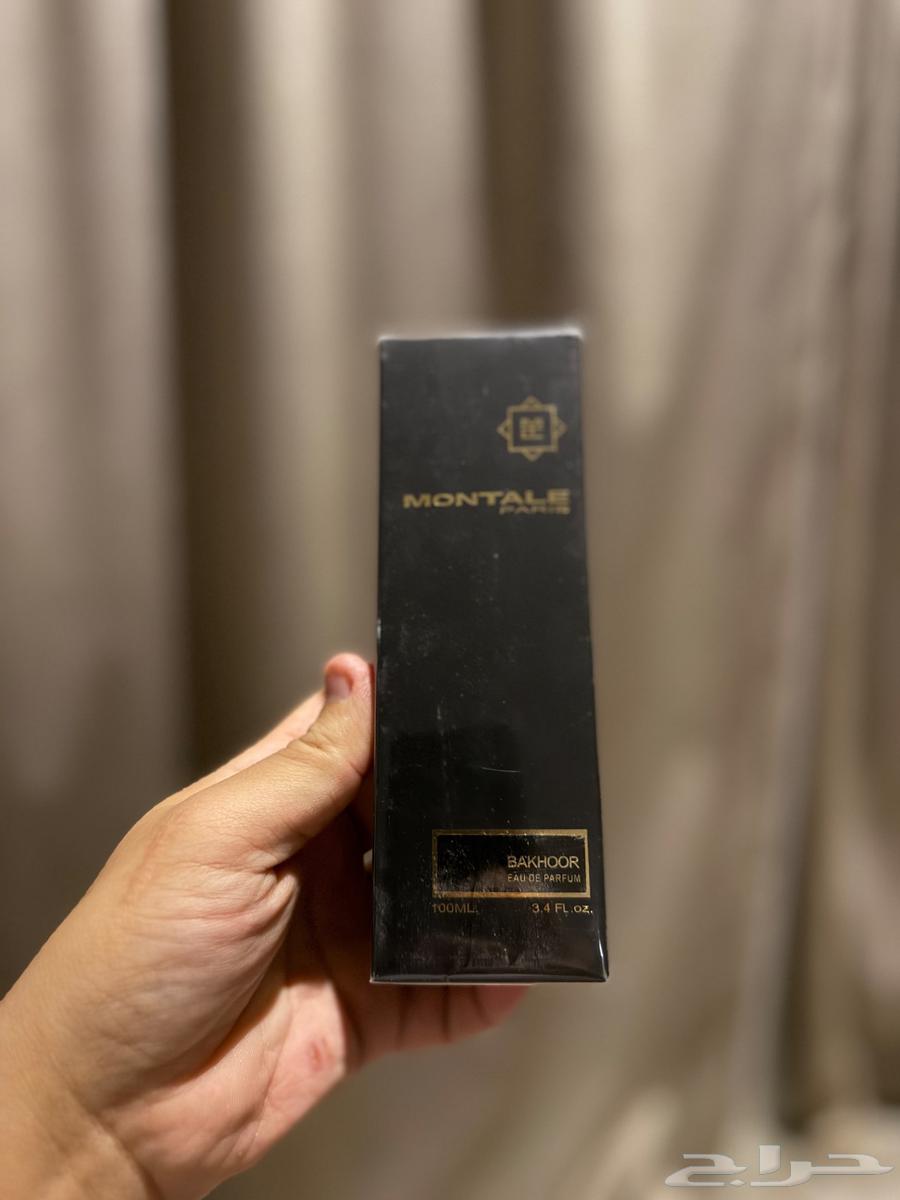 MONTALE
PARIS
BAKHOOR
EAU DE PARFUM
100ML. 3.4 FL.oz.
حراج